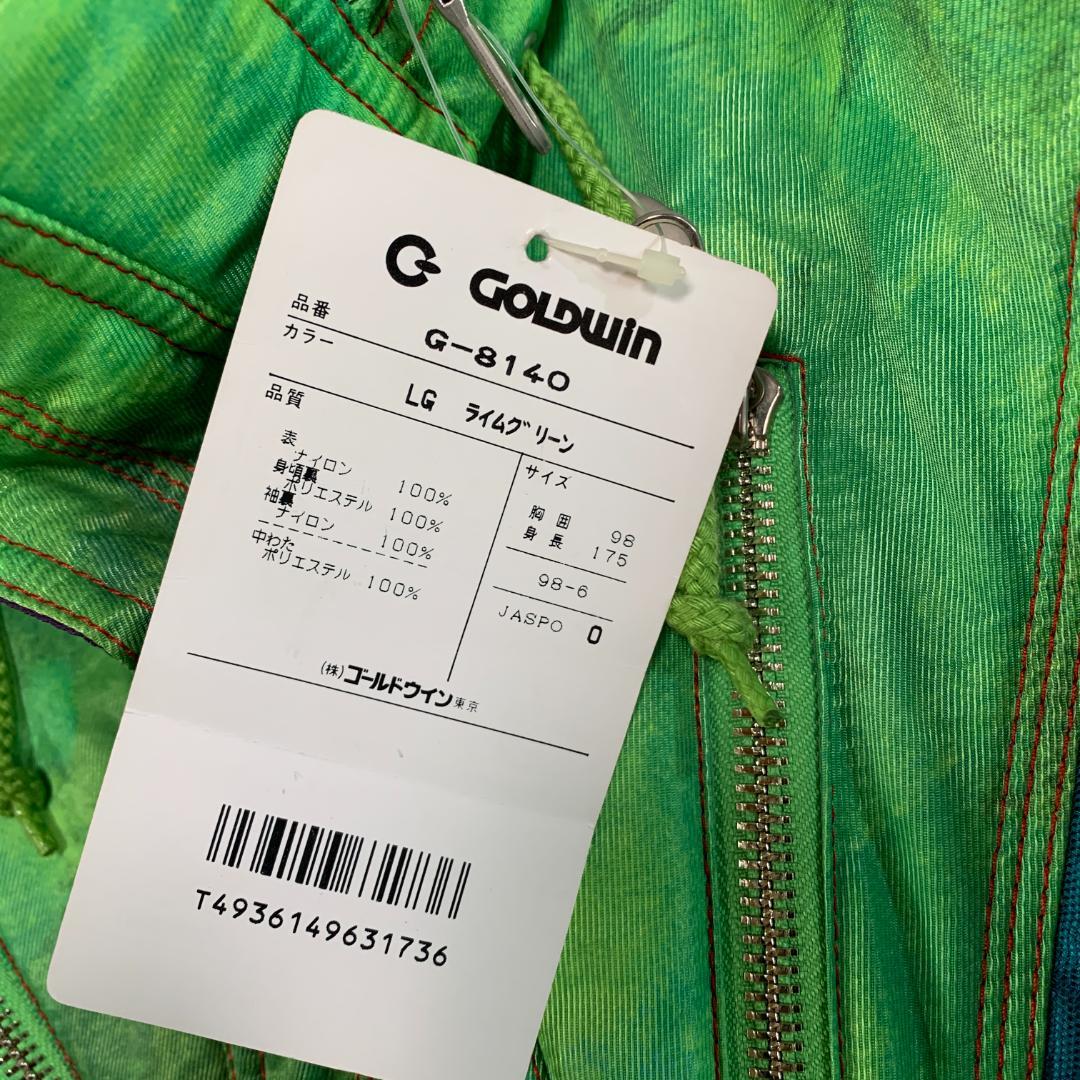 GOLDWIN
品番 G-8140
カラー LG ライムグリーン
品質
表
ナイロン 100%
身頃裏
ポリエステル 100%
袖裏
ナイロン 100%
中わた
ポリエステル 100%
サイズ
胸囲 98
身長 175
98-6
JASPO O
(株)ゴールドウイン東京
T4936149631736